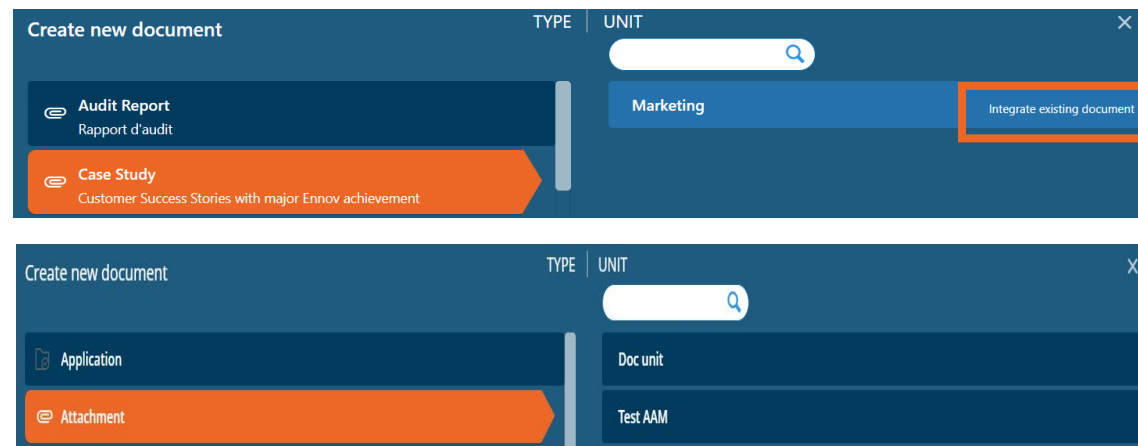 Create new document
TYPE
UNIT
Audit Report
Rapport d'audit
Case Study
Customer Success Stories with major Ennov achievement
Marketing
Integrate existing document
Create new document
TYPE
UNIT
Application
Attachment
Doc unit
Test AAM